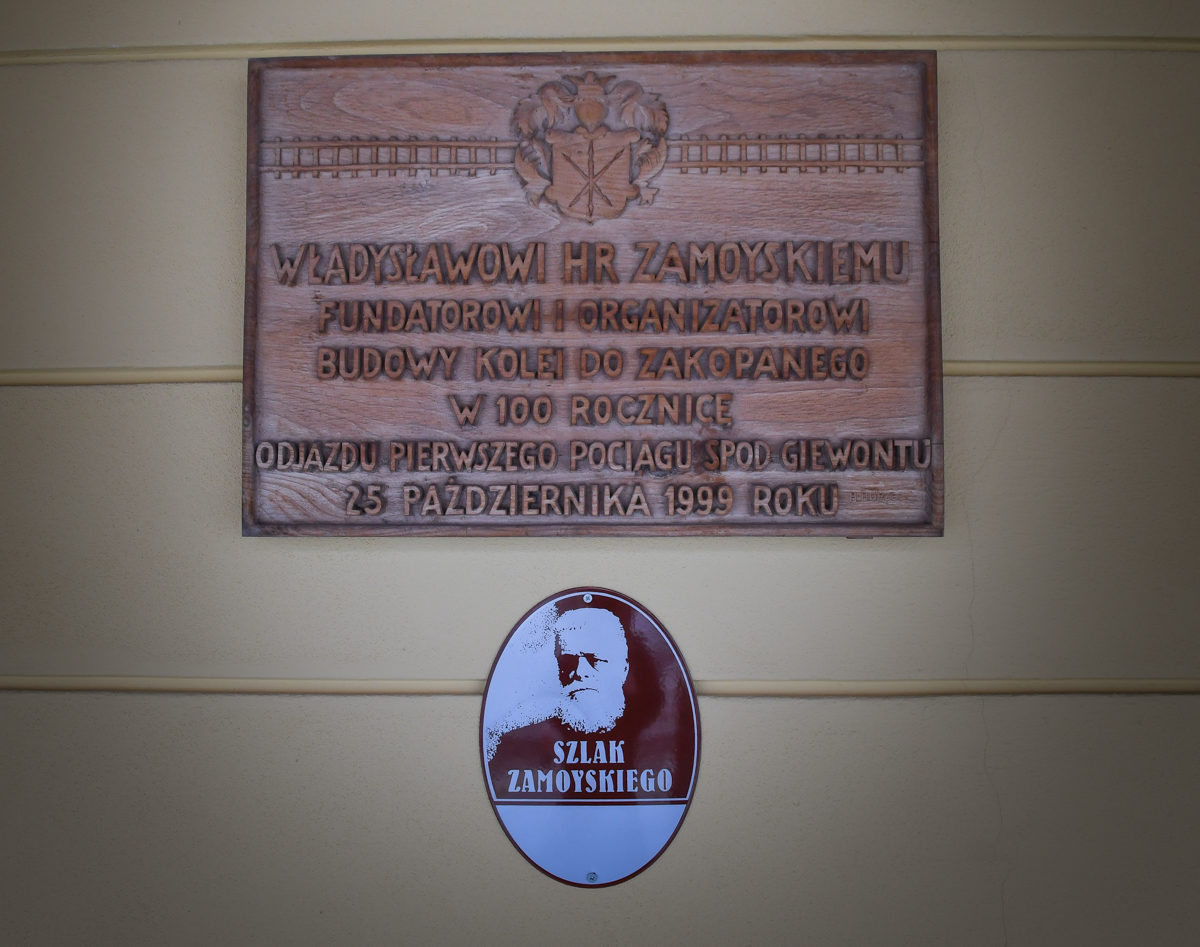 WŁADYSŁAWOWI HR ZAMOYSKIEMU
FUNDATOROWI I ORGANIZATOROWI
BUDOWY KOLEI DO ZAKOPANEGO
W 100 ROCZNICĘ
ODJAZDU PIERWSZEGO POCIĄGU SPOD GIEWONTU
25 PAŹDZIERNIKA 1999 ROKU
SZLAK
ZAMOYSKIEGO